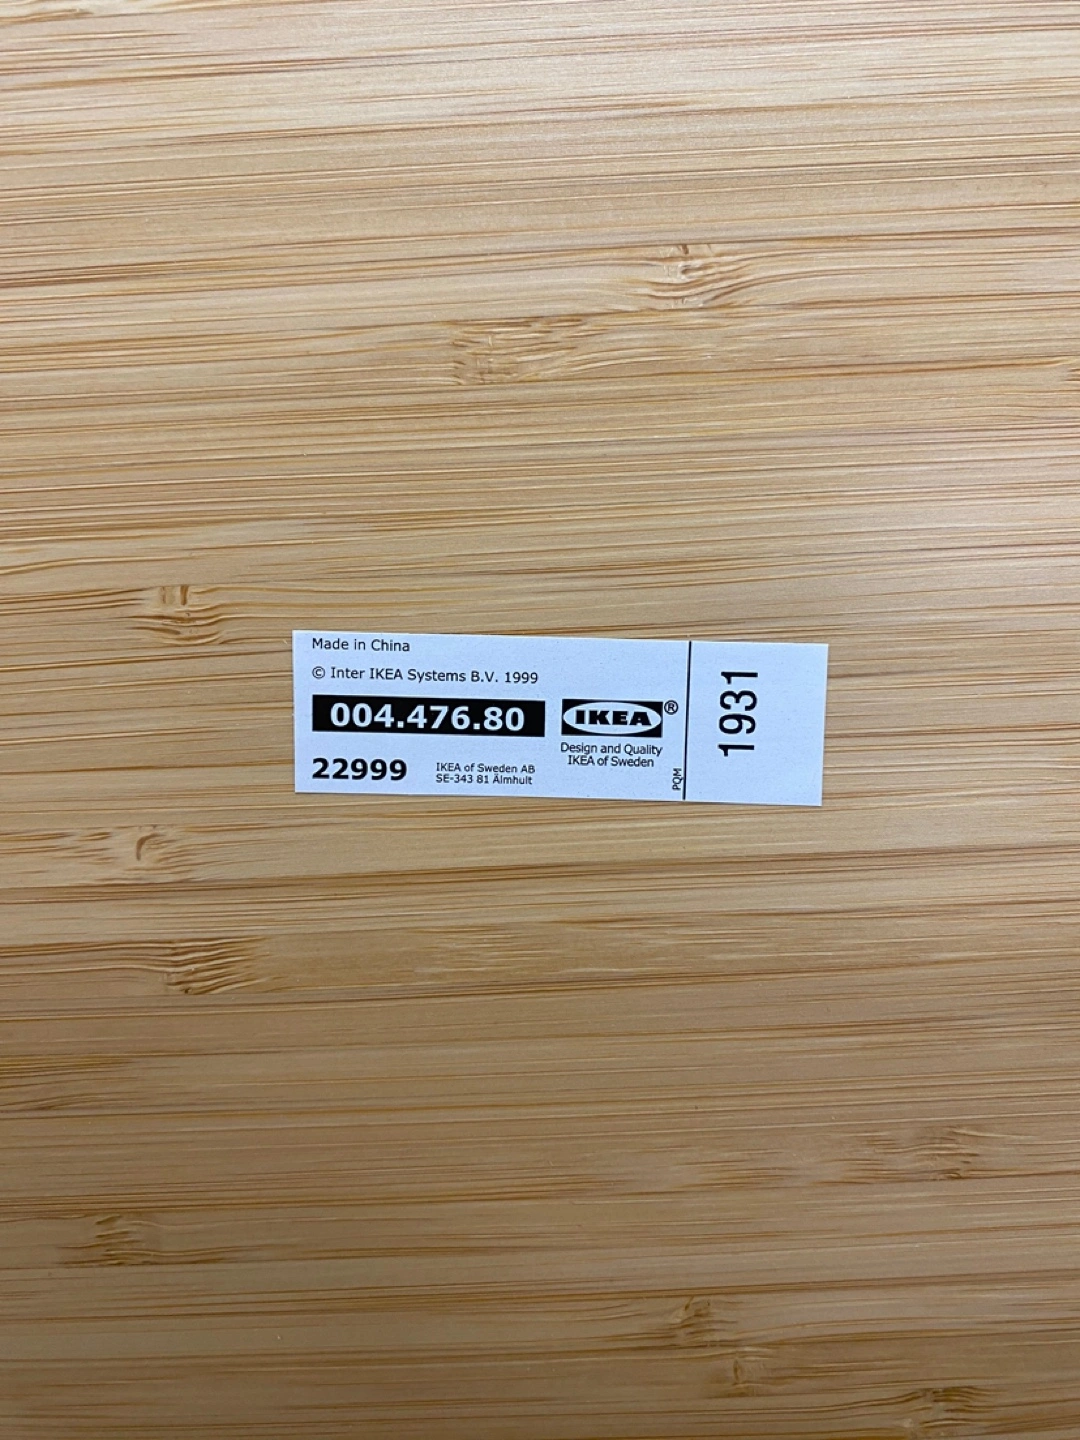 Made in China
© Inter IKEA Systems B.V. 1999
004.476.80
22999
IKEA of Sweden AB
SE-343 81 Älmhult
IKEA®
Design and Quality
IKEA of Sweden
PQM
1931